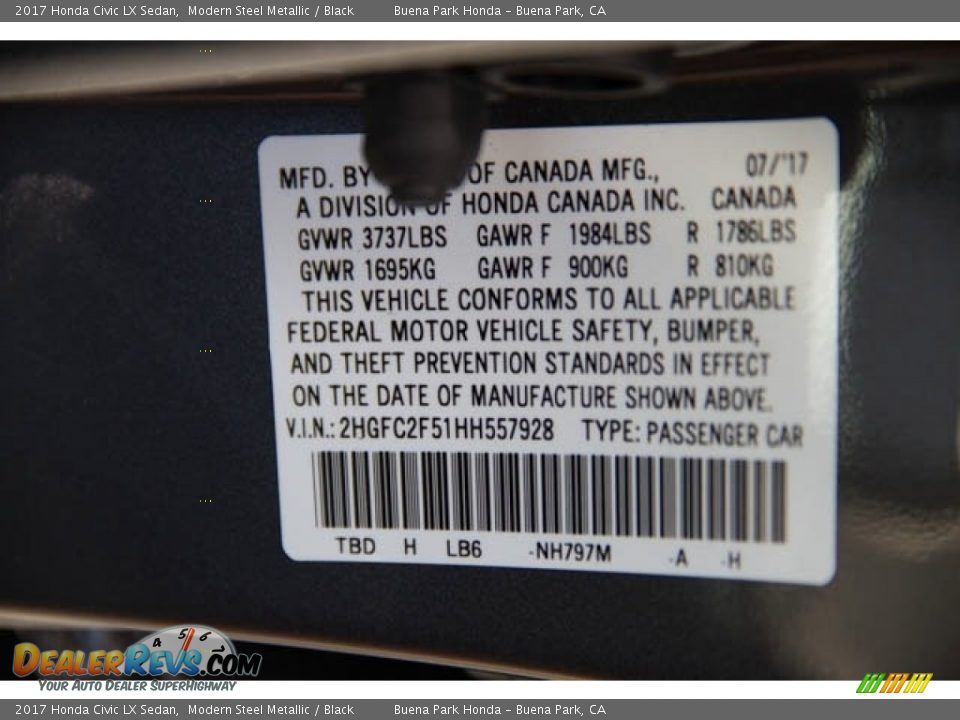 2017 Honda Civic LX Sedan, Modern Steel Metallic / Black Buena Park Honda - Buena Park, CA
MFD. BY OF CANADA MFG., 07/'17
A DIVISION OF HONDA CANADA INC. CANADA
GVWR 3737LBS GAWR F 1984LBS R 1786LBS
GVWR 1695KG GAWR F 900KG R 810KG
THIS VEHICLE CONFORMS TO ALL APPLICABLE
FEDERAL MOTOR VEHICLE SAFETY, BUMPER,
AND THEFT PREVENTION STANDARDS IN EFFECT
ON THE DATE OF MANUFACTURE SHOWN ABOVE.
V.I.N.: 2HGFC2F51HH557928 TYPE: PASSENGER CAR
TBD H LB6 -NH797M -A -H
4 5 6
DEALERREVS.COM
YOUR AUTO DEALER SUPERHIGHWAY
2017 Honda Civic LX Sedan, Modern Steel Metallic / Black Buena Park Honda - Buena Park, CA